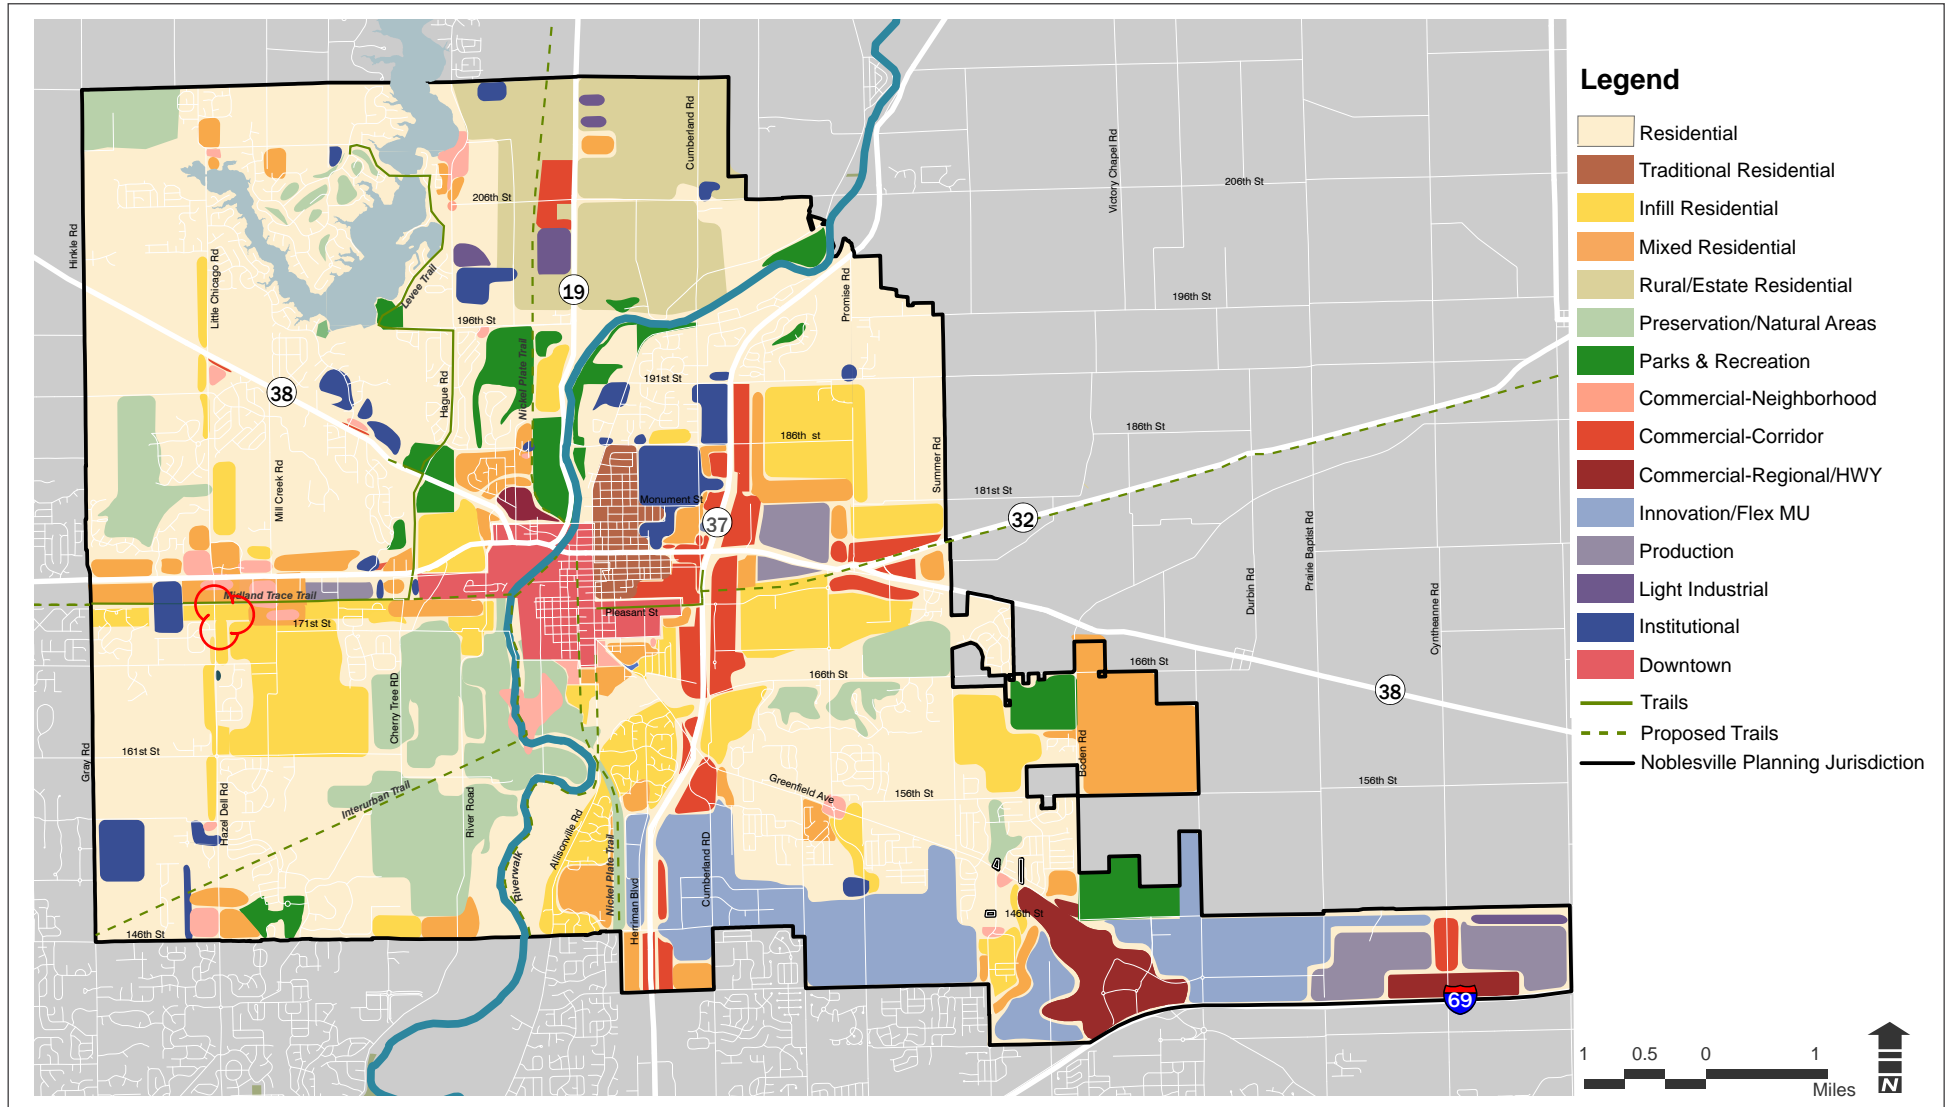 Legend
Residential
Traditional Residential
Infill Residential
Mixed Residential
Rural/Estate Residential
Preservation/Natural Areas
Parks & Recreation
Commercial-Neighborhood
Commercial-Corridor
Commercial-Regional/HWY
Innovation/Flex MU
Production
Light Industrial
Institutional
Downtown
Trails
Proposed Trails
Noblesville Planning Jurisdiction
Cumberland Rd
Victory Chapel Rd
206th St
206th St
Hinkle Rd
Little Chicago Rd
Levee Trail
19
Promise Rd
196th St
196th St
Nickel Plate Trail
38
Hague Rd
191st St
186th st
186th St
Summer Rd
Mill Creek Rd
Monument St
181st St
37
32
Prairie Baptist Rd
Durbin Rd
Cyntheanne Rd
Midland Trace Trail
171st St
Pleasant St
166th St
166th St
38
Cherry Tree RD
Gray Rd
161st St
Boden Rd
Interurban Trail
Hazel Dell Rd
River Road
Greenfield Ave
156th St
156th St
Allisonville Rd
Riverwalk
Nickel Plate Trail
Herriman Blvd
Cumberland RD
146th St
146th St
69
1 0.5 0 1
Miles
N